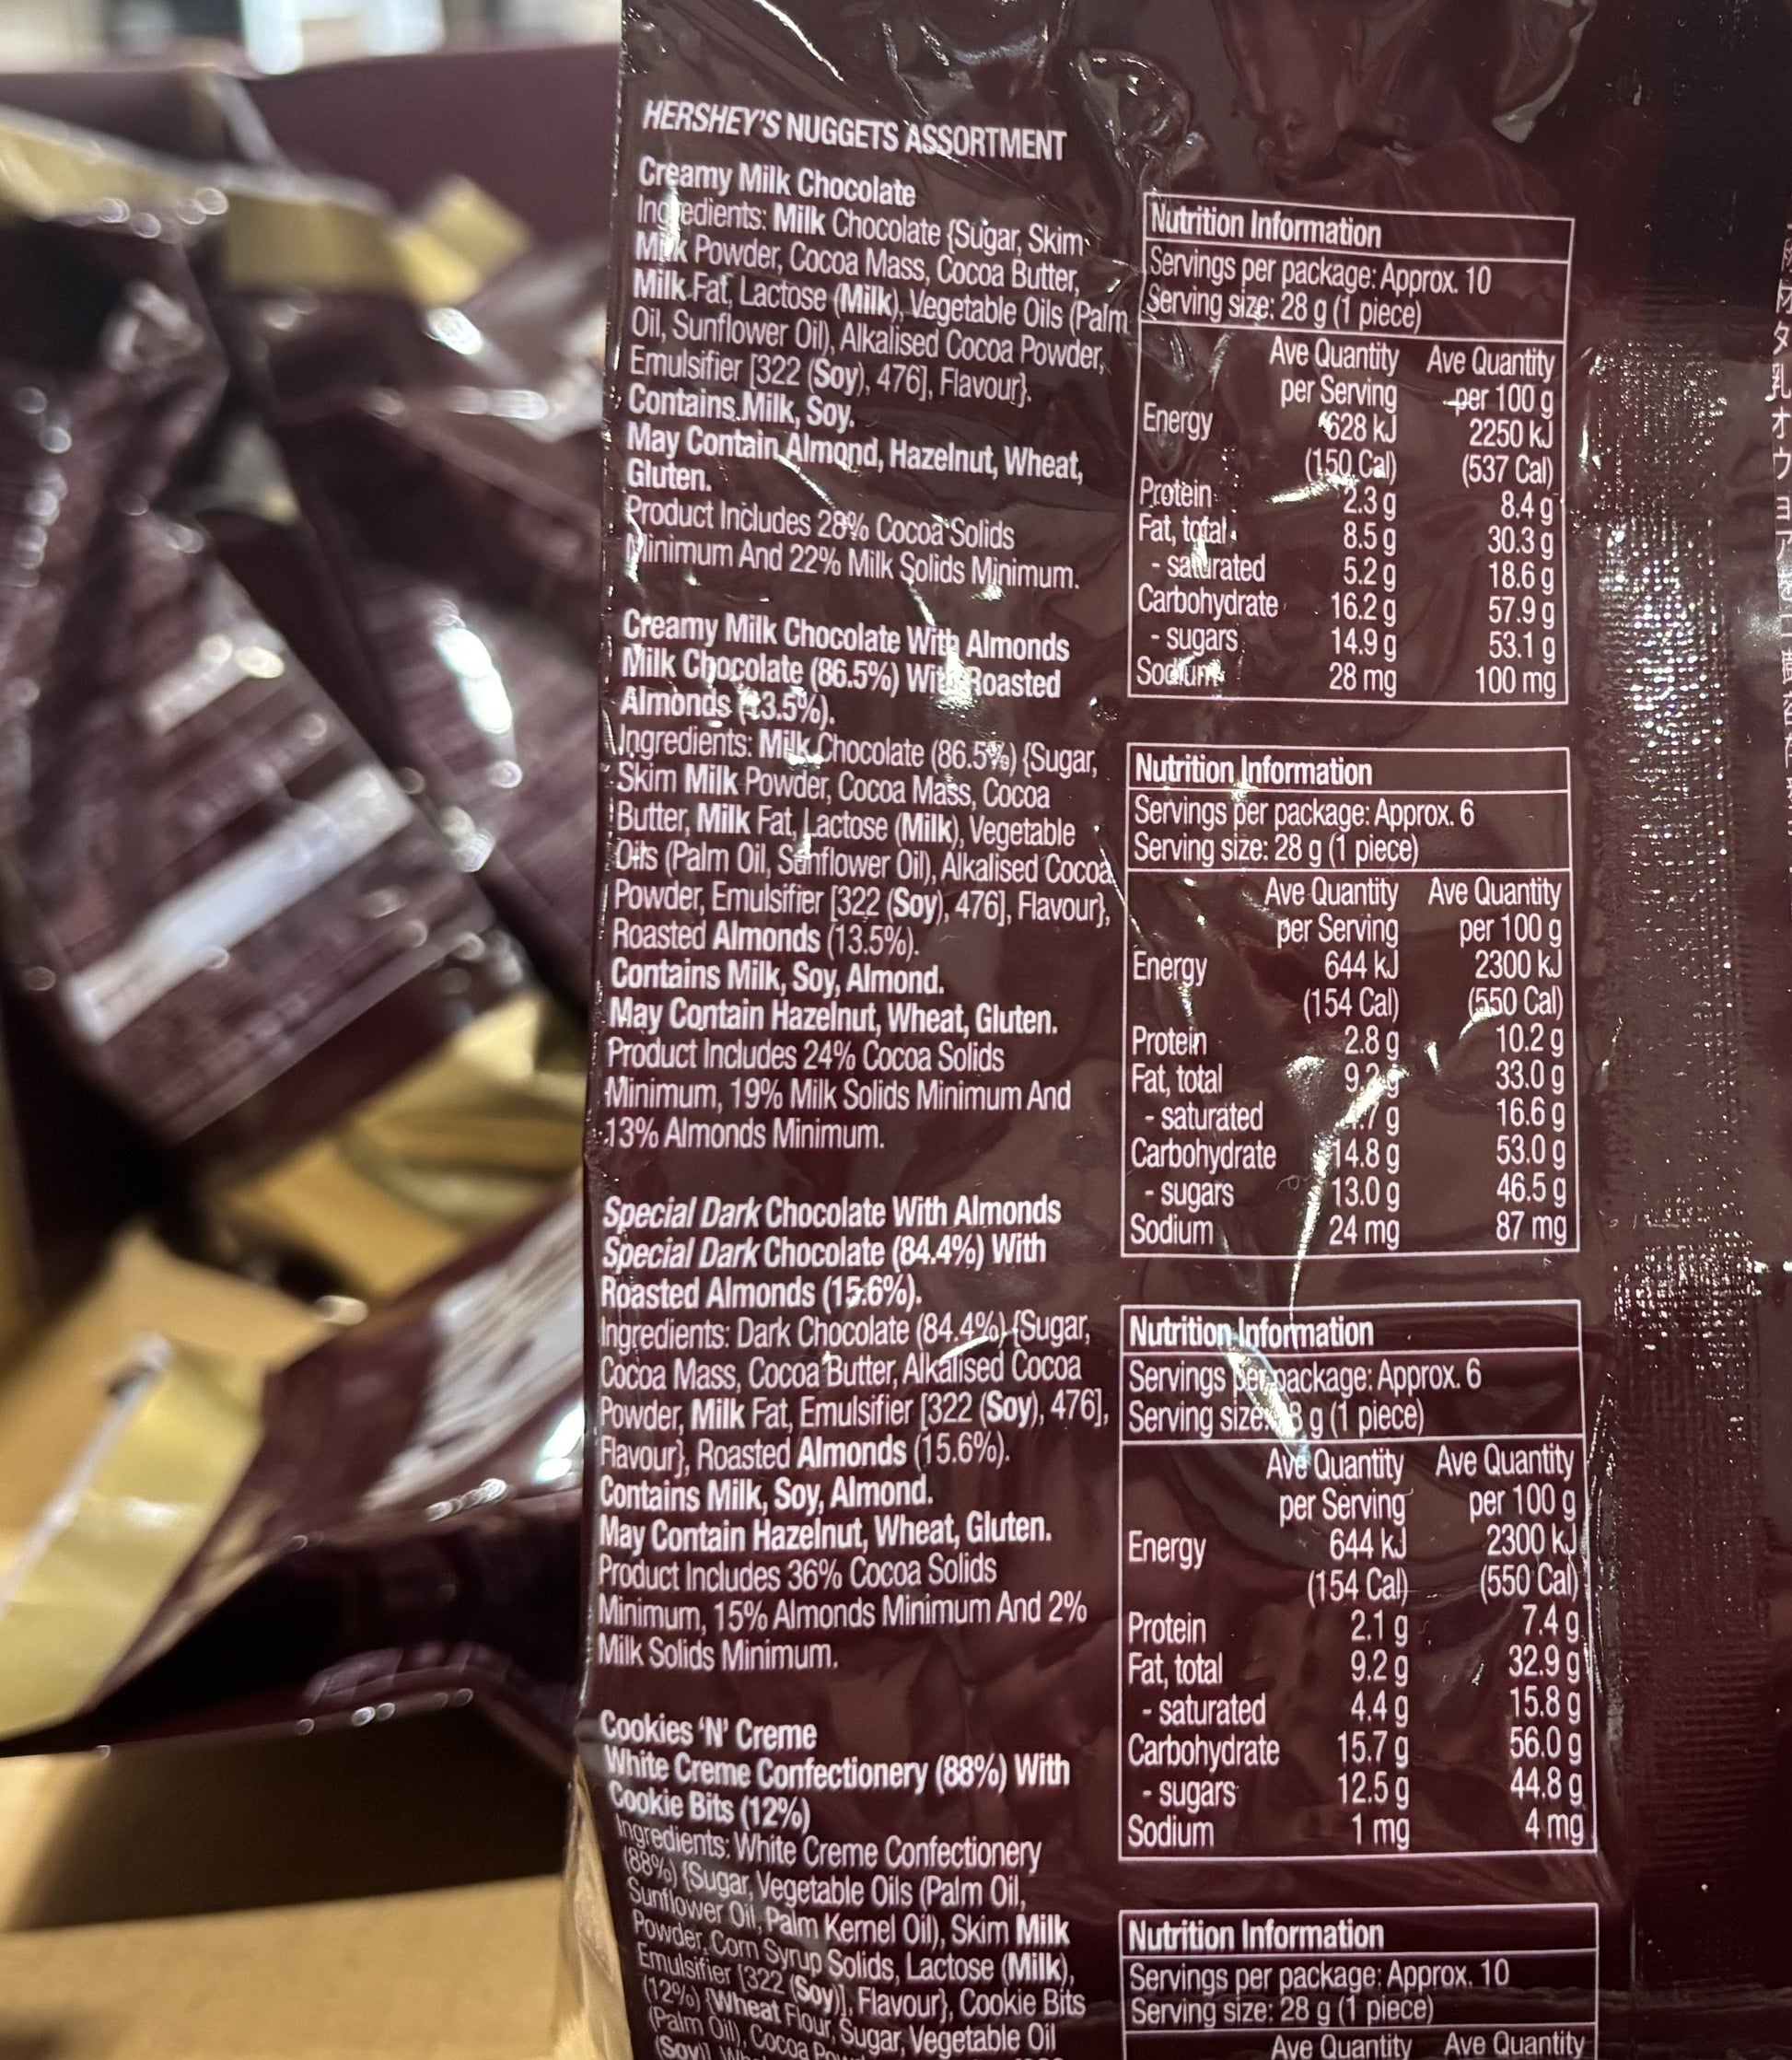 HERSHEY'S NUGGETS ASSORTMENT
Creamy Milk Chocolate
Ingredients: Milk Chocolate {Sugar, Skim
Milk Powder, Cocoa Mass, Cocoa Butter,
Milk Fat, Lactose (Milk), Vegetable Oils (Palm
Oil, Sunflower Oil), Alkalised Cocoa Powder,
Emulsifier [322 (Soy), 476], Flavour}.
Contains Milk, Soy.
May Contain Almond, Hazelnut, Wheat,
Gluten.
Product Includes 28% Cocoa Solids
Minimum And 22% Milk Solids Minimum.
Nutrition Information
Servings per package: Approx. 10
Serving size: 28 g (1 piece)
Ave Quantity Ave Quantity
per Serving per 100 g
Energy 628 kJ 2250 kJ
(150 Cal) (537 Cal)
Protein 2.3 g 8.4 g
Fat, total 8.5 g 30.3 g
- saturated 5.2 g 18.6 g
Carbohydrate 16.2 g 57.9 g
- sugars 14.9 g 53.1 g
Sodium 28 mg 100 mg
Creamy Milk Chocolate With Almonds
Milk Chocolate (86.5%) With Roasted
Almonds (13.5%).
Ingredients: Milk Chocolate (86.5%) {Sugar,
Skim Milk Powder, Cocoa Mass, Cocoa
Butter, Milk Fat, Lactose (Milk), Vegetable
Oils (Palm Oil, Sunflower Oil), Alkalised Cocoa
Powder, Emulsifier [322 (Soy), 476], Flavour},
Roasted Almonds (13.5%).
Contains Milk, Soy, Almond.
May Contain Hazelnut, Wheat, Gluten.
Product Includes 24% Cocoa Solids
Minimum, 19% Milk Solids Minimum And
13% Almonds Minimum.
Nutrition Information
Servings per package: Approx. 6
Serving size: 28 g (1 piece)
Ave Quantity Ave Quantity
per Serving per 100 g
Energy 644 kJ 2300 kJ
(154 Cal) (550 Cal)
Protein 2.8 g 10.2 g
Fat, total 33.0 g
- saturated 16.6 g
Carbohydrate 14.8 g 53.0 g
- sugars 13.0 g 46.5 g
Sodium 24 mg 87 mg
Special Dark Chocolate With Almonds
Special Dark Chocolate (84.4%) With
Roasted Almonds (15.6%).
Ingredients: Dark Chocolate (84.4%) {Sugar,
Cocoa Mass, Cocoa Butter, Alkalised Cocoa
Powder, Milk Fat, Emulsifier [322 (Soy), 476],
Flavour}, Roasted Almonds (15.6%).
Contains Milk, Soy, Almond.
May Contain Hazelnut, Wheat, Gluten.
Product Includes 36% Cocoa Solids
Minimum, 15% Almonds Minimum And 2%
Milk Solids Minimum.
Nutrition Information
Servings per package: Approx. 6
Serving size: g (1 piece)
Ave Quantity Ave Quantity
per Serving per 100 g
Energy 644 kJ 2300 kJ
(154 Cal) (550 Cal)
Protein 2.1 g 7.4 g
Fat, total 9.2 g 32.9 g
- saturated 4.4 g 15.8 g
Carbohydrate 15.7 g 56.0 g
- sugars 12.5 g 44.8 g
Sodium 1 mg 4 mg
Cookies 'N' Creme
White Creme Confectionery (88%) With
Cookie Bits (12%)
Ingredients: White Creme Confectionery
(88%) {Sugar, Vegetable Oils (Palm Oil,
Sunflower Oil, Palm Kernel Oil), Skim Milk
Powder, Corn Syrup Solids, Lactose (Milk),
Emulsifier [322 (Soy)], Flavour}, Cookie Bits
(12%) {Wheat Flour, Sugar, Vegetable Oil
(Palm Oil), Cocoa
(Soy)]
Nutrition Information
Servings per package: Approx. 10
Serving size: 28 g (1 piece)
Ave Quantity Ave Quantity